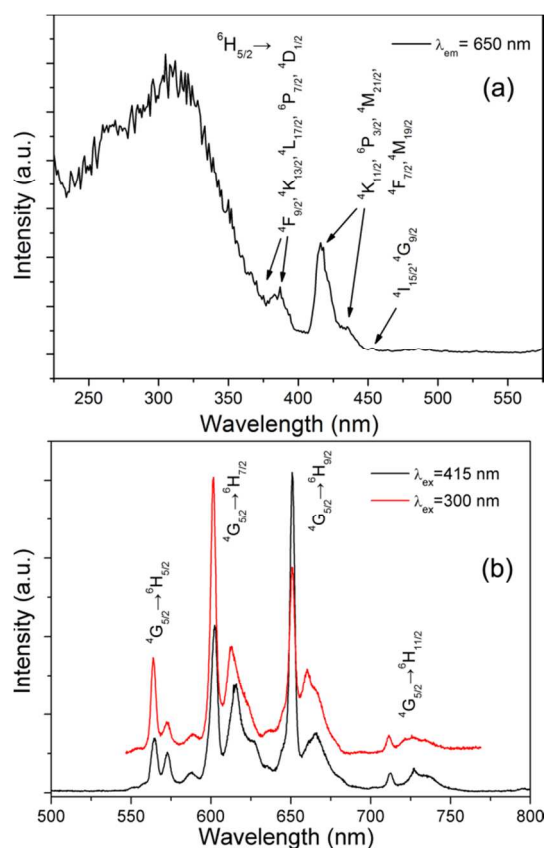 ⁶H₅/₂→
⁴F₉/₂, ⁴K₁₃/₂, ⁴L₁₇/₂, ⁶P₇/₂, ⁴D₁/₂
⁴K₁₁/₂, ⁶P₃/₂, ⁴M₂₁/₂,
⁴F₇/₂, ⁴M₁₉/₂
⁴I₁₅/₂, ⁴G₉/₂
λem= 650 nm
(a)
Intensity (a.u.)
250 300 350 400 450 500 550
Wavelength (nm)
⁴G₅/₂→⁶H₅/₂
⁴G₅/₂→⁶H₇/₂
⁴G₅/₂→⁶H₉/₂
⁴G₅/₂→⁶H₁₁/₂
λex=415 nm
λex=300 nm
(b)
Intensity (a.u.)
500 550 600 650 700 750 800
Wavelength (nm)